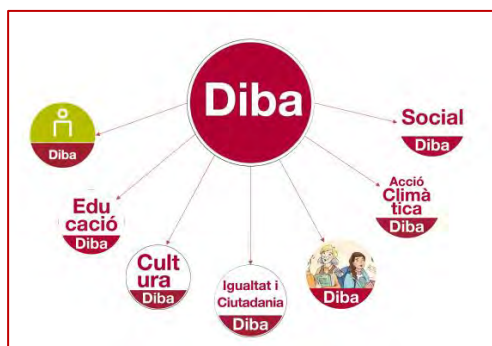 Diba
Diba
Edu
cació
Diba
Cult
ura
Diba
Igualtat i
Ciutadania
Diba
Diba
Acció
Climà
tica
Diba
Social
Diba